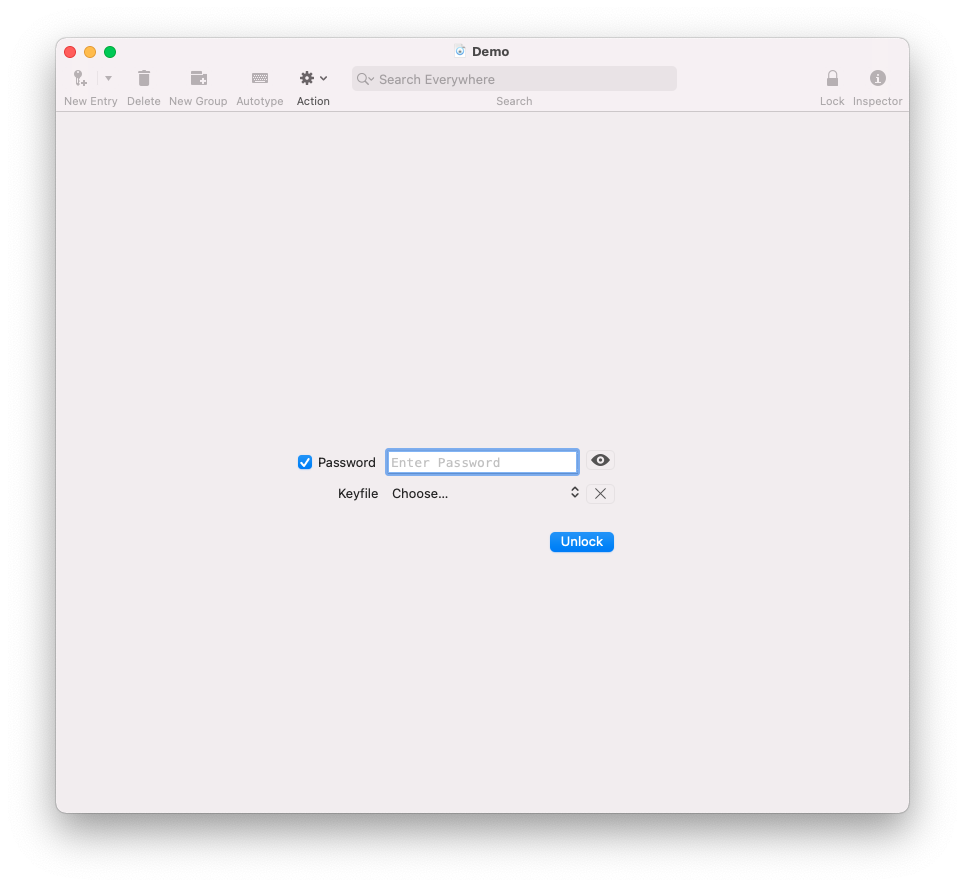 Demo
Search Everywhere
New Entry Delete New Group Autotype Action Search Lock Inspector
Password Enter Password
Keyfile Choose...
Unlock